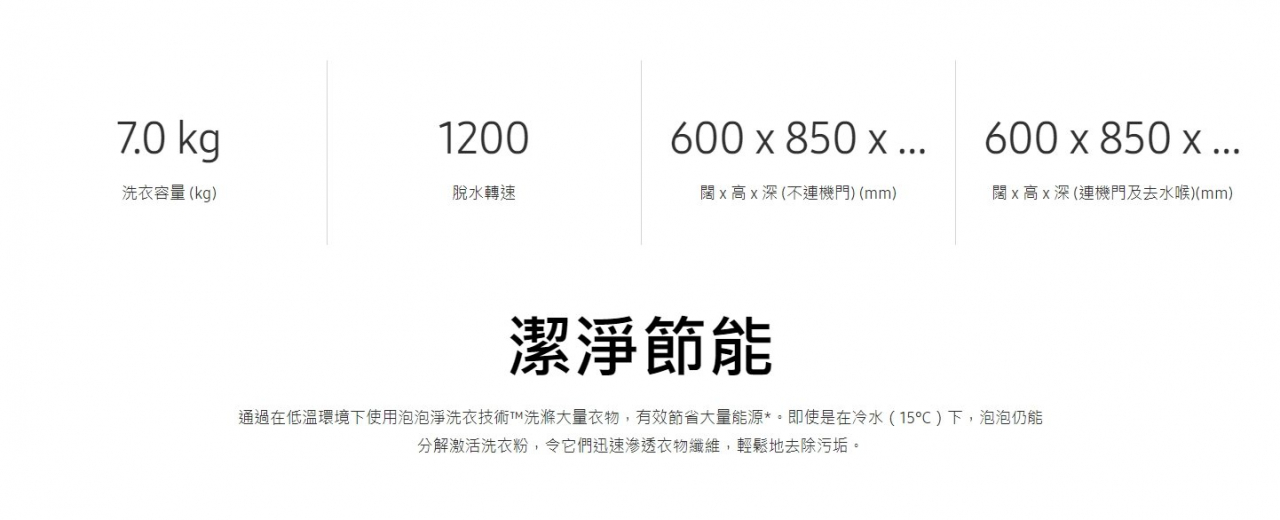 7.0 kg
洗衣容量 (kg)
1200
脫水轉速
600 x 850 x ...
闊 x 高 x 深 (不連機門) (mm)
600 x 850 x ...
闊 x 高 x 深 (連機門及去水喉)(mm)
潔淨節能
通過在低溫環境下使用泡泡淨洗衣技術™洗滌大量衣物，有效節省大量能源*。即使是在冷水（15°C）下，泡泡仍能
分解激活洗衣粉，令它們迅速滲透衣物纖維，輕鬆地去除污垢。